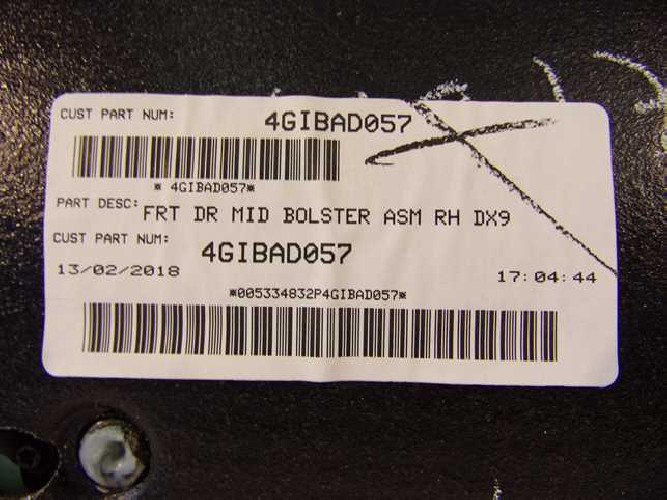 CUST PART NUM: 4GIBAD057
* 4GIBAD057*
PART DESC: FRT DR MID BOLSTER ASM RH DX9
CUST PART NUM: 4GIBAD057
13/02/2018 17:04:44
*005334832P4GIBAD057*